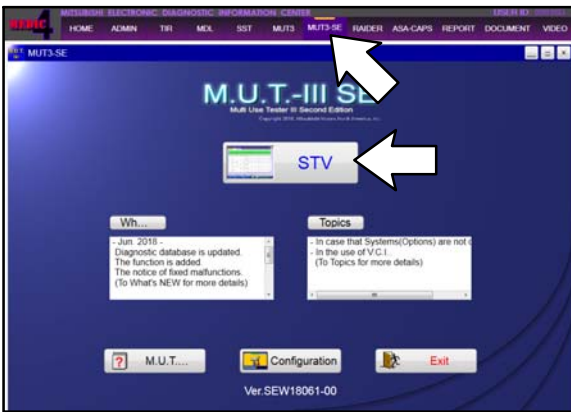 MEDIC 4
MITSUBISHI ELECTRONIC DIAGNOSTIC INFORMATION CENTER
USER ID
HOME ADMIN TIR MDL SST MUT3 MUT3-SE RAIDER ASA-CAPS REPORT DOCUMENT VIDEO
MUT3-SE
M.U.T.-III SE
Multi Use Tester III Second Edition
STV
Wh...
- Jun 2018 -
Diagnostic database is updated.
The function is added.
The notice of fixed malfunctions.
(To What's NEW for more details)
Topics
- In case that Systems(Options) are not
- In the use of V.C.I.
(To Topics for more details)
M.U.T....
Configuration
Exit
Ver.SEW18061-00